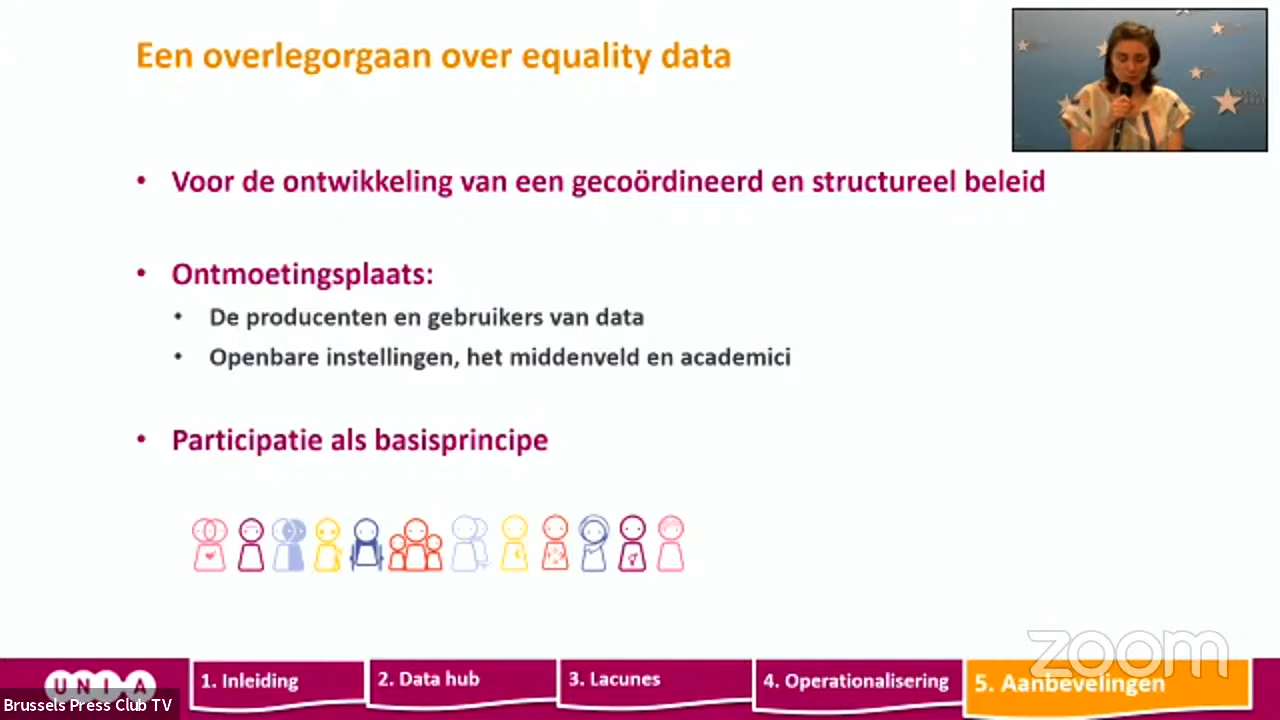 Een overlegorgaan over equality data
• Voor de ontwikkeling van een gecoördineerd en structureel beleid
• Ontmoetingsplaats:
• De producenten en gebruikers van data
• Openbare instellingen, het middenveld en academici
• Participatie als basisprincipe
zoom
UNIA
1. Inleiding
2. Data hub
3. Lacunes
4. Operationalisering
5. Aanbevelingen
Brussels Press Club TV